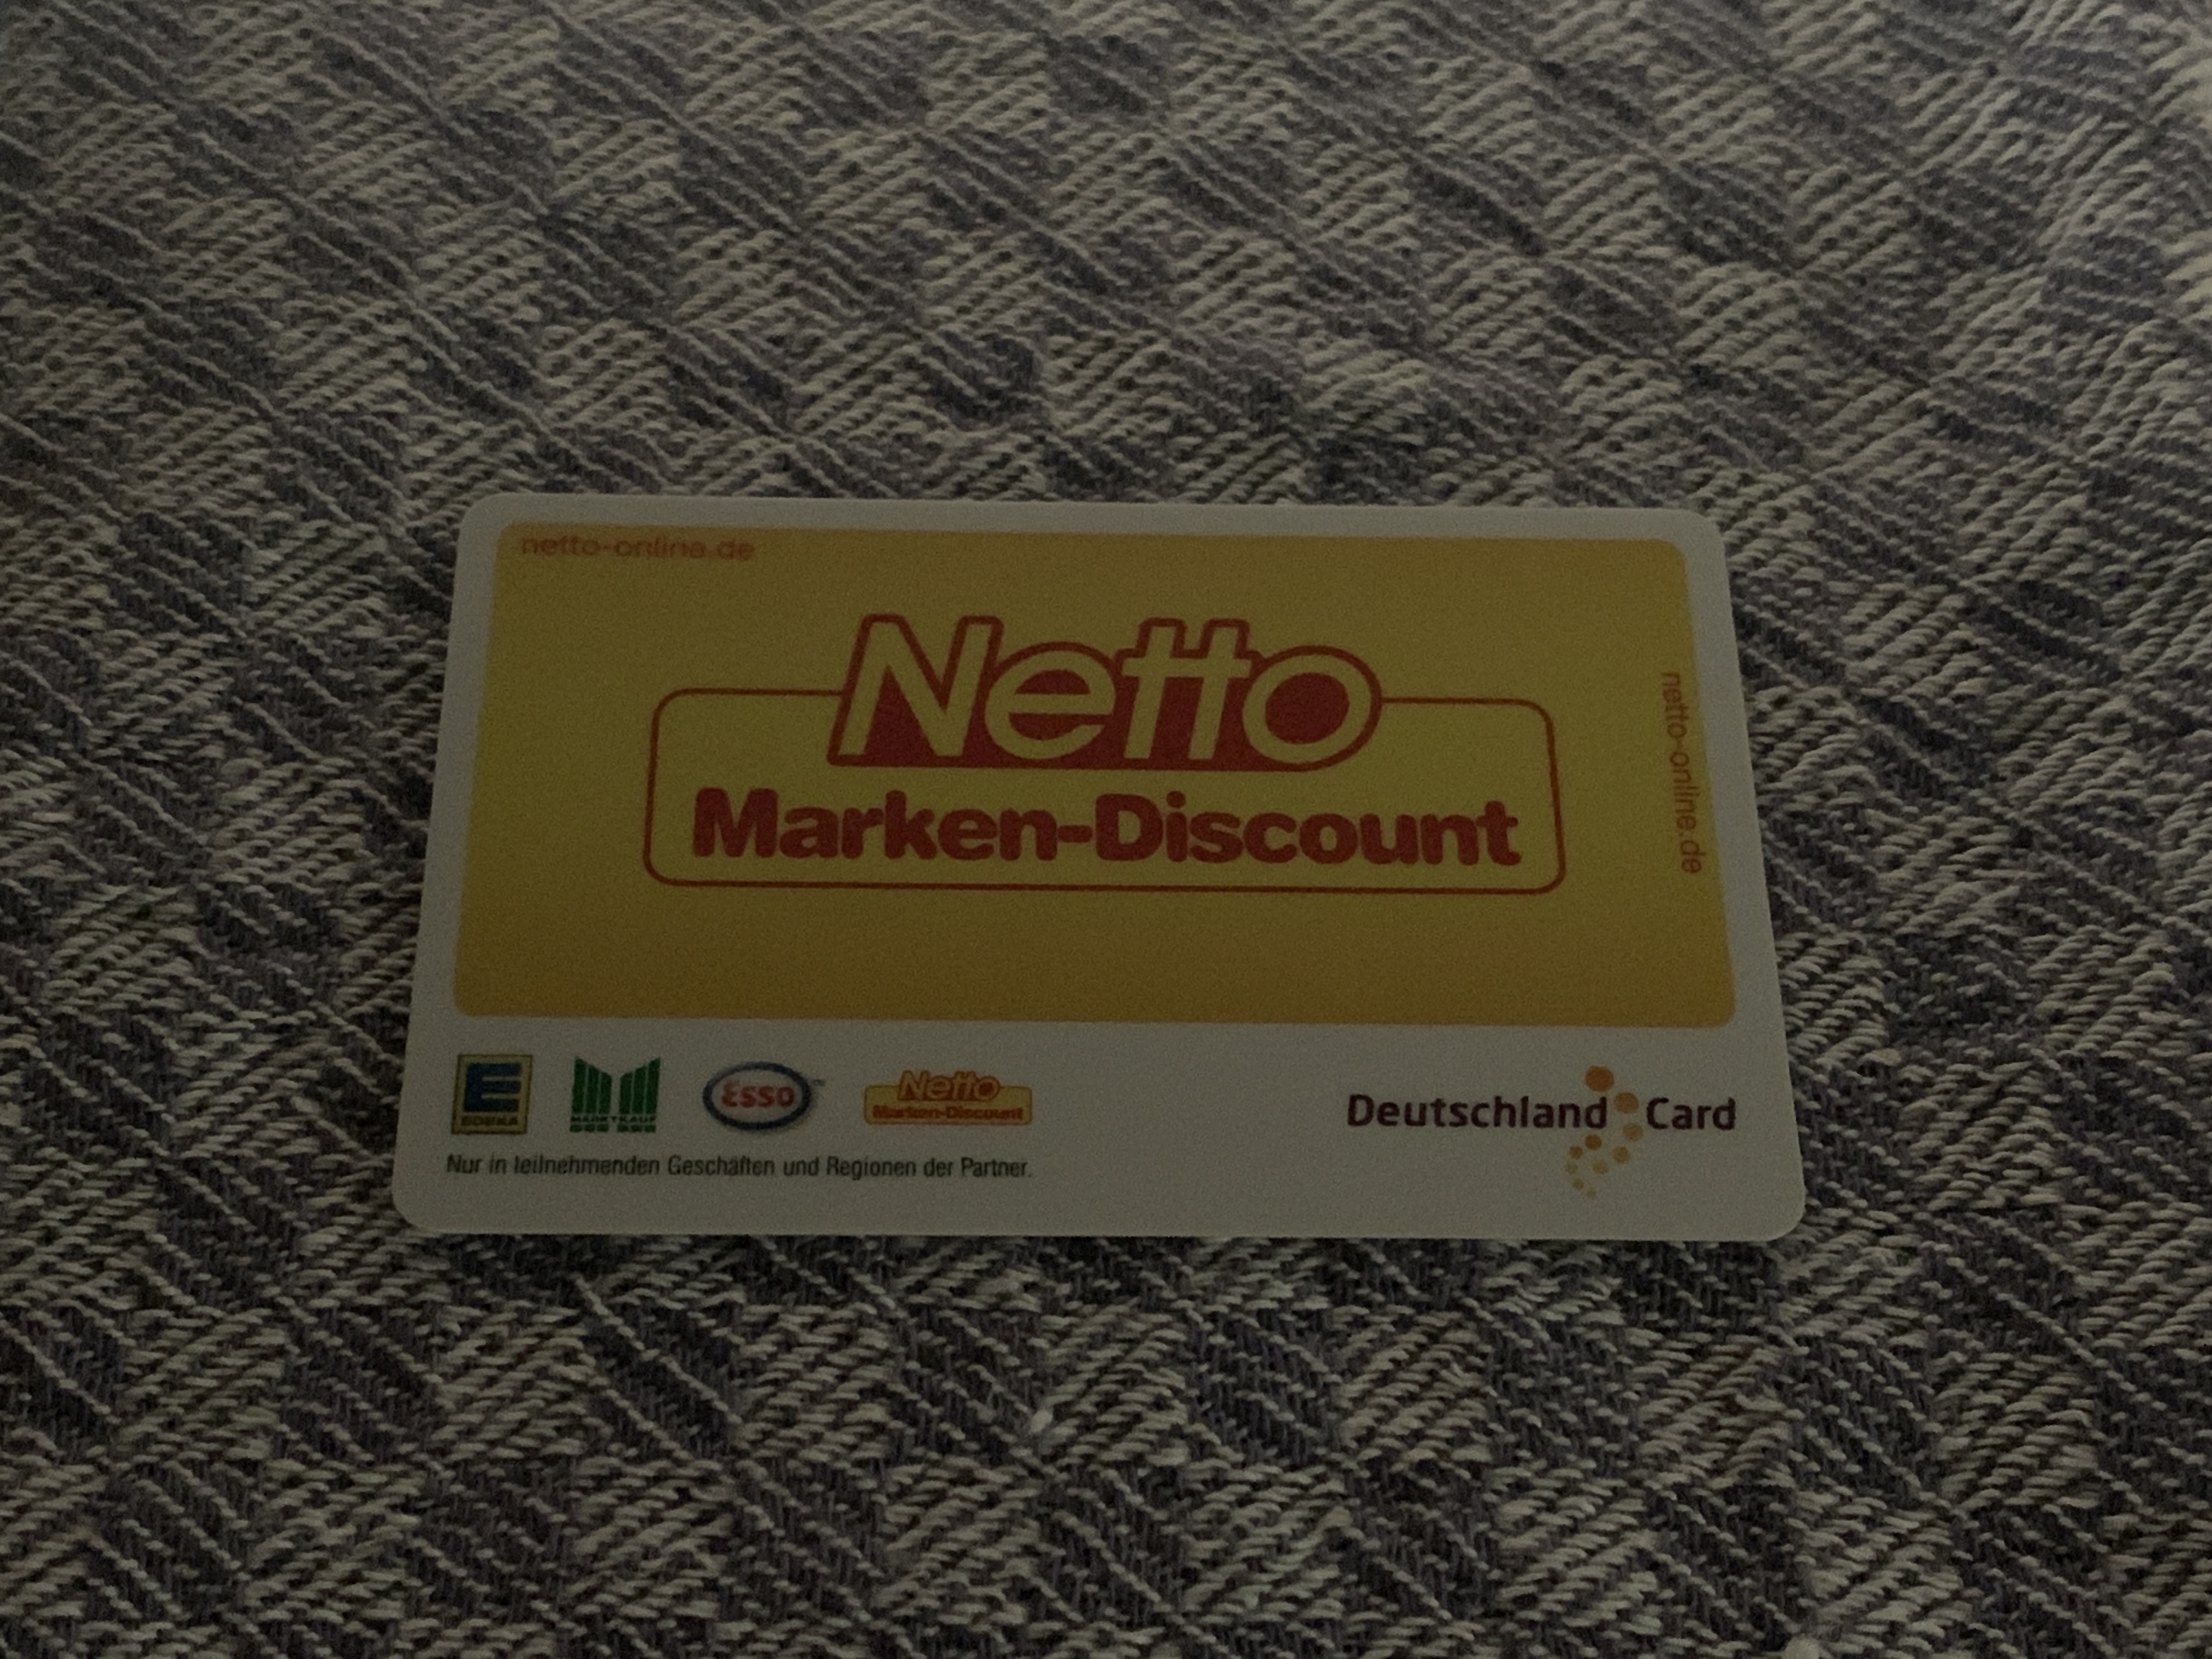 netto-online.de
Netto
Marken-Discount
netto-online.de
E
EDEKA
MARKTKAUF
Esso
Netto
Marken-Discount
Deutschland Card
Nur in teilnehmenden Geschäften und Regionen der Partner.